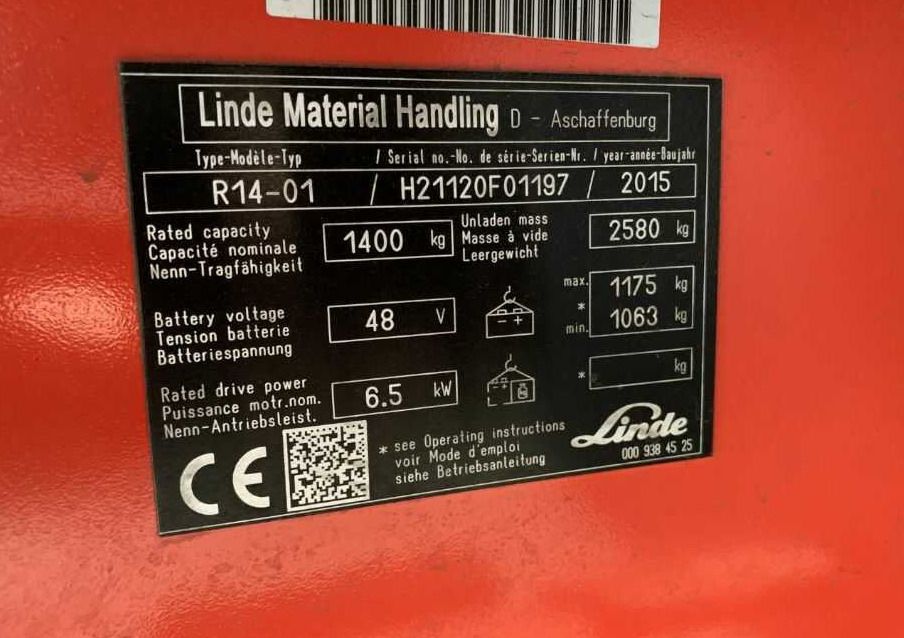 Linde Material Handling D - Aschaffenburg
Type-Modèle-Typ / Serial no.-No. de série-Serien-Nr. / year-année-Baujahr
R14-01 / H21120F01197 / 2015
Rated capacity
Capacité nominale
Nenn-Tragfähigkeit
1400 kg
Unladen mass
Masse à vide
Leergewicht
2580 kg
Battery voltage
Tension batterie
Batteriespannung
48 V
- +
max. 1175 kg
*
min. 1063 kg
Rated drive power
Puissance motr.nom.
Nenn-Antriebsleist.
6.5 kW
* kg
CE
* see Operating instructions
voir Mode d'emploi
siehe Betriebsanleitung
Linde
000 938 45 25